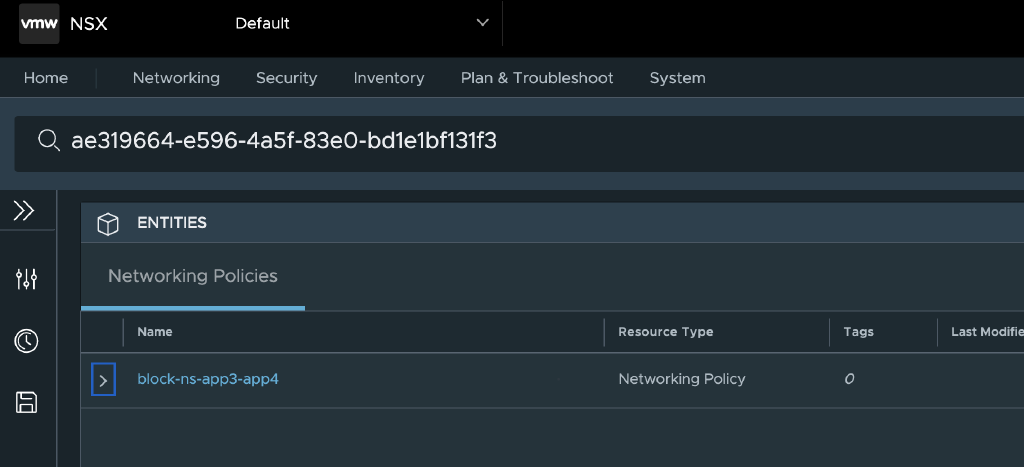 vmw NSX Default
Home Networking Security Inventory Plan & Troubleshoot System
ae319664-e596-4a5f-83e0-bd1e1bf131f3
ENTITIES
Networking Policies
Name Resource Type Tags Last Modifie
block-ns-app3-app4 Networking Policy 0